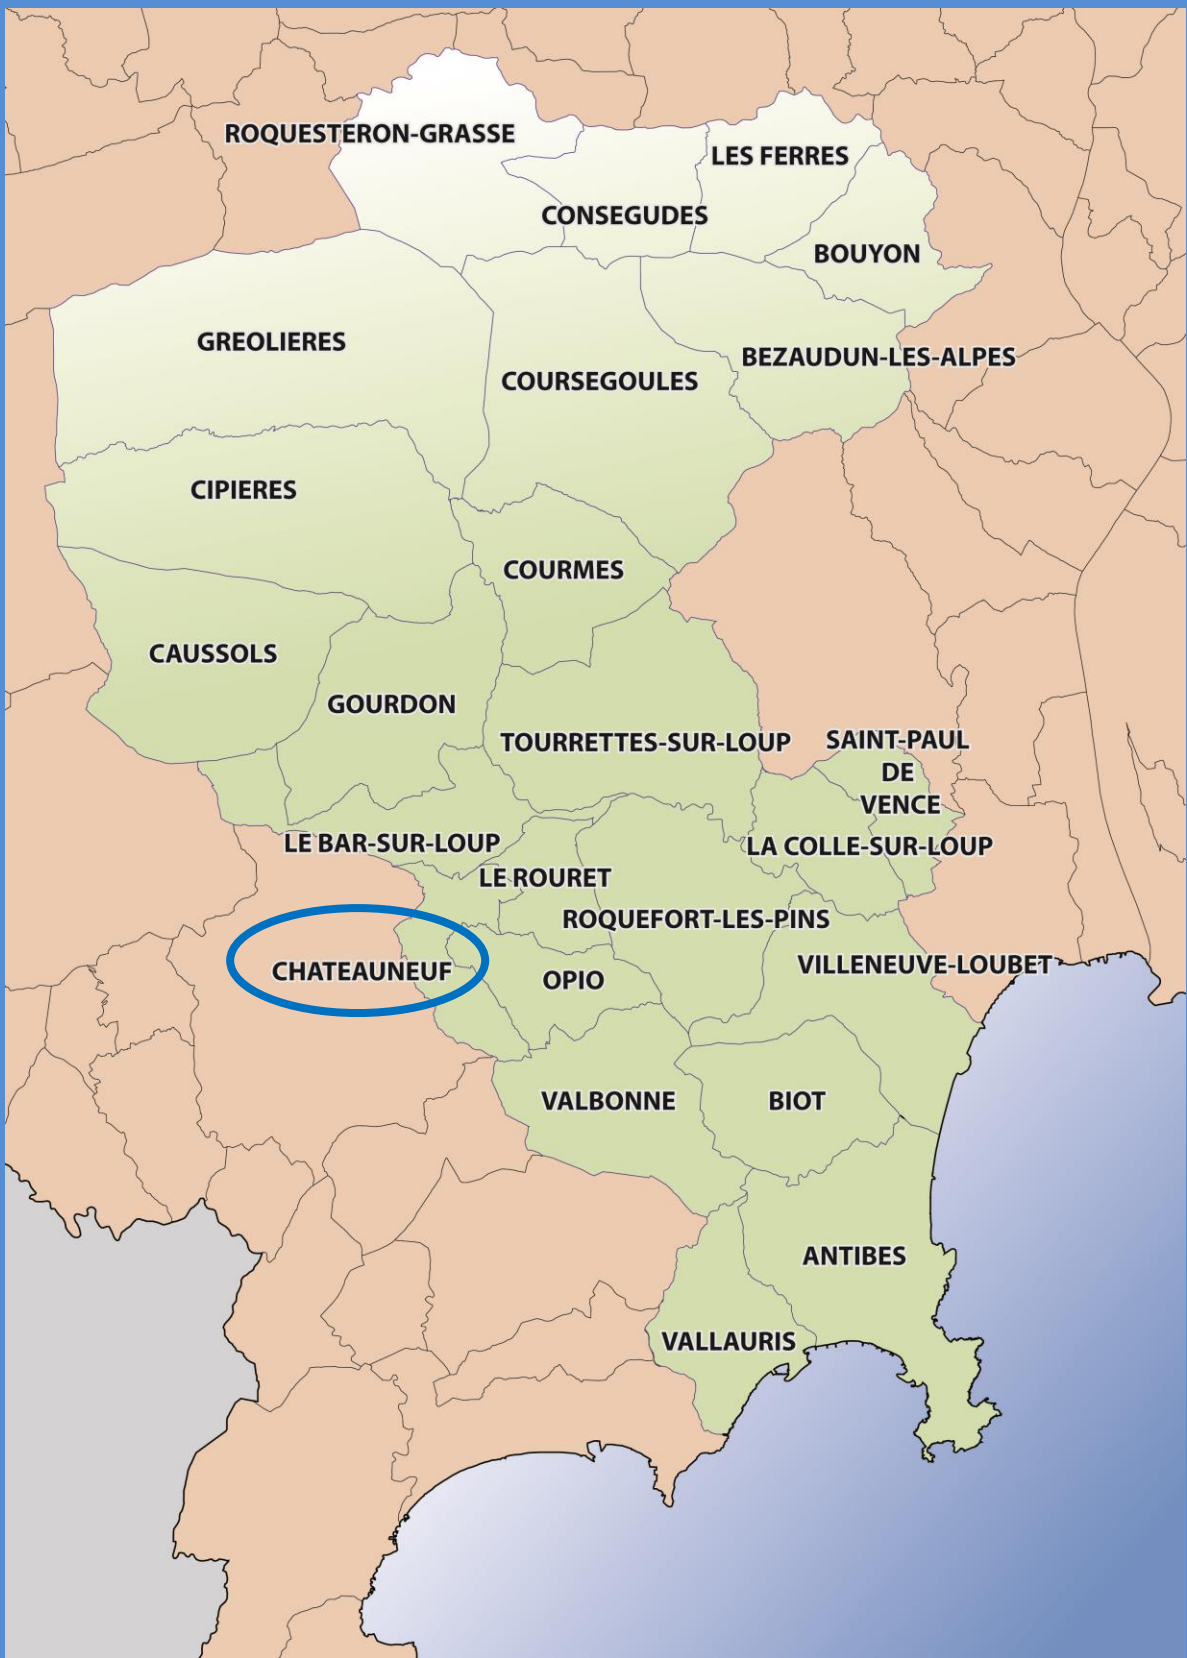 ROQUESTERON-GRASSE
LES FERRES
CONSEGUDES
BOUYON
GREOLIERES
BEZAUDUN-LES-ALPES
COURSEGOULES
CIPIERES
COURMES
CAUSSOLS
GOURDON
TOURRETTES-SUR-LOUP
SAINT-PAUL
DE
VENCE
LE BAR-SUR-LOUP
LA COLLE-SUR-LOUP
LE ROURET
ROQUEFORT-LES-PINS
CHATEAUNEUF
OPIO
VILLENEUVE-LOUBET
VALBONNE
BIOT
ANTIBES
VALLAURIS